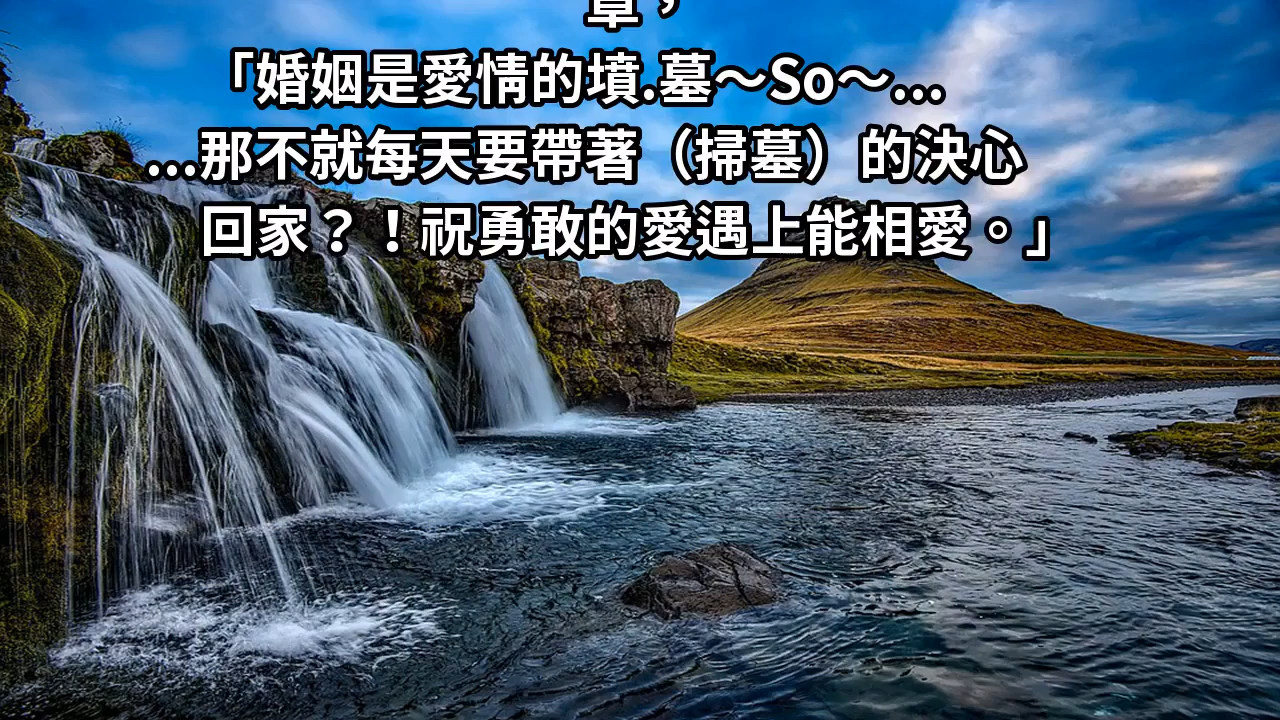 章，
「婚姻是愛情的墳.墓～So～...
...那不就每天要帶著（掃墓）的決心
回家？！祝勇敢的愛遇上能相愛。」